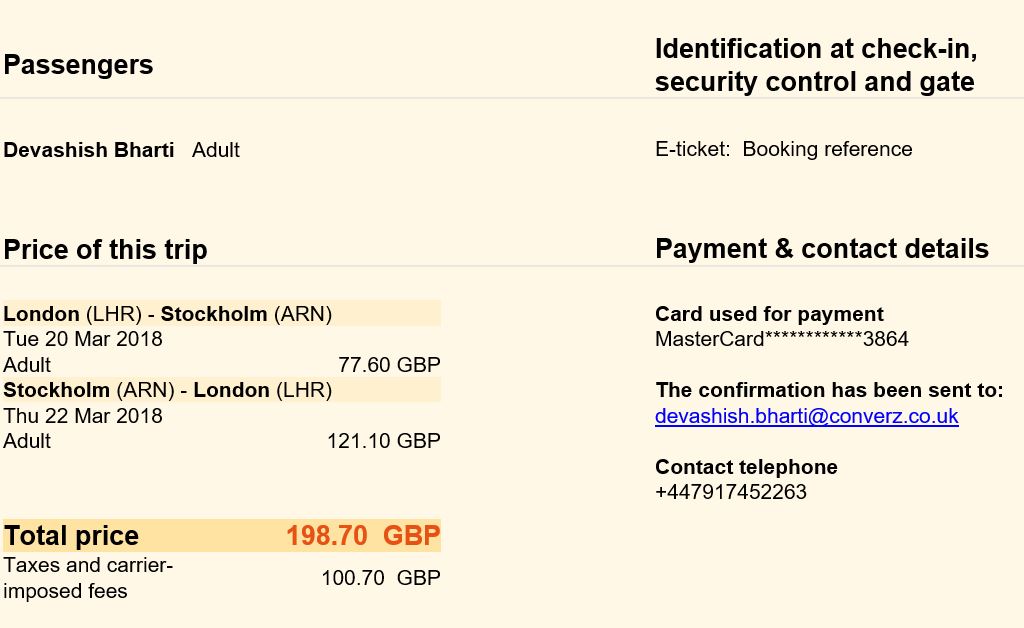 Passengers
Identification at check-in,
security control and gate
Devashish Bharti Adult
E-ticket: Booking reference
Price of this trip
London (LHR) - Stockholm (ARN)
Tue 20 Mar 2018
Adult 77.60 GBP
Stockholm (ARN) - London (LHR)
Thu 22 Mar 2018
Adult 121.10 GBP
Total price 198.70 GBP
Taxes and carrier-
imposed fees 100.70 GBP
Payment & contact details
Card used for payment
MasterCard************3864
The confirmation has been sent to:
devashish.bharti@converz.co.uk
Contact telephone
+447917452263